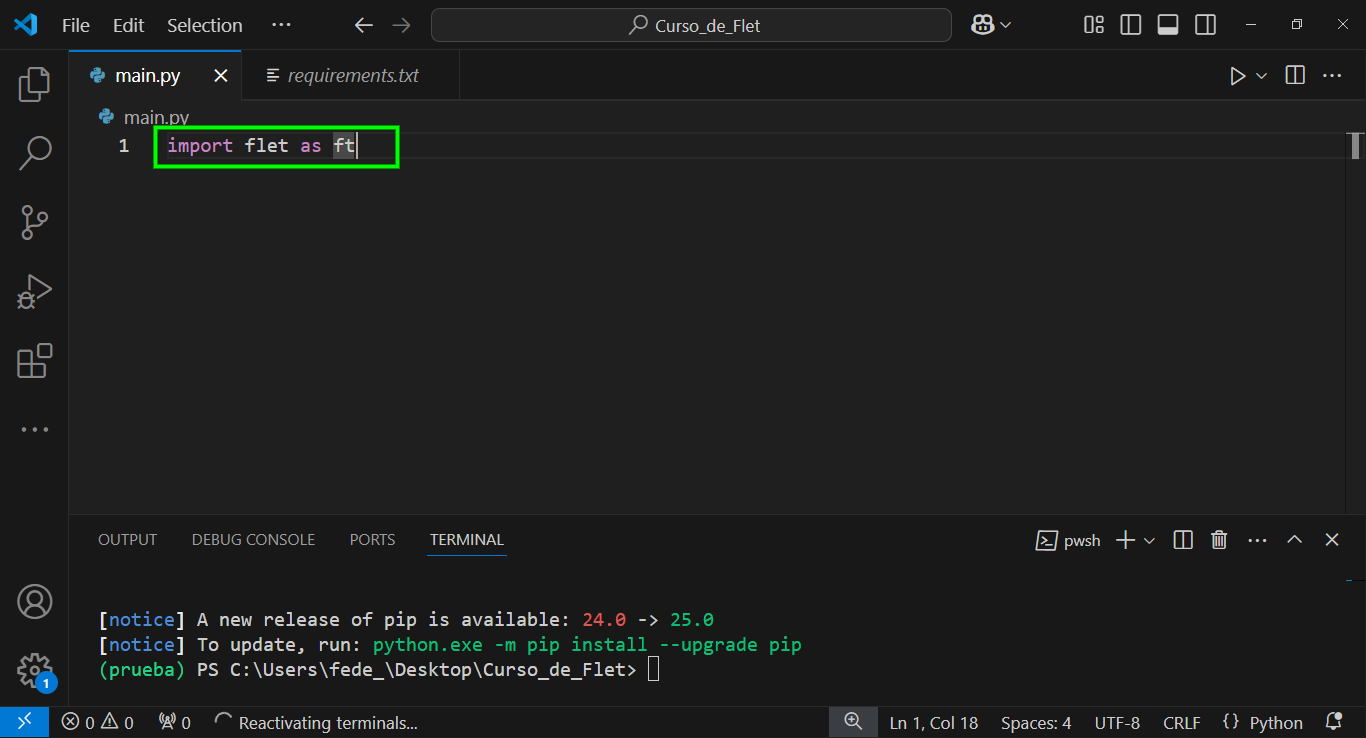 File Edit Selection ··· Curso_de_Flet
main.py requirements.txt
main.py
1 import flet as ft
OUTPUT DEBUG CONSOLE PORTS TERMINAL pwsh
[notice] A new release of pip is available: 24.0 -> 25.0
[notice] To update, run: python.exe -m pip install --upgrade pip
(prueba) PS C:\Users\fede_\Desktop\Curso_de_Flet>
1
0 0 0 Reactivating terminals... Ln 1, Col 18 Spaces: 4 UTF-8 CRLF {} Python